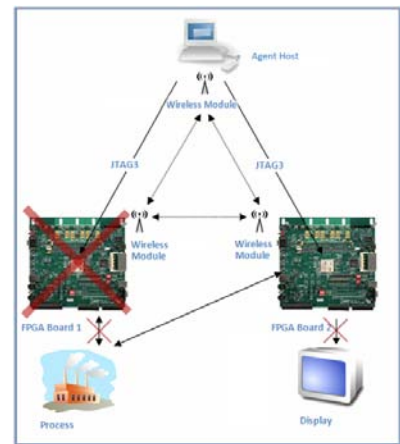 Agent Host
Wireless Module
JTAG3
JTAG3
Wireless
Module
Wireless
Module
FPGA Board 1
FPGA Board 2
Process
Display